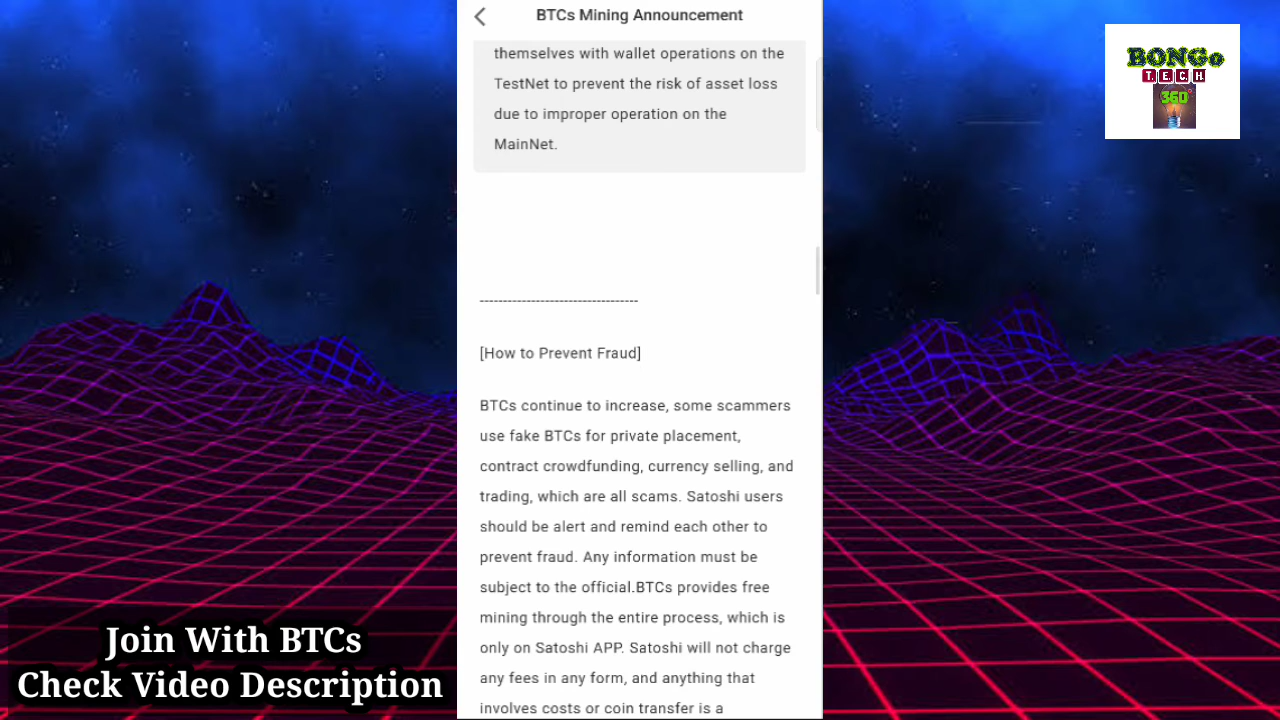 BTCs Mining Announcement
themselves with wallet operations on the
TestNet to prevent the risk of asset loss
due to improper operation on the
MainNet.
----------------------------------
[How to Prevent Fraud]
BTCs continue to increase, some scammers
use fake BTCs for private placement,
contract crowdfunding, currency selling, and
trading, which are all scams. Satoshi users
should be alert and remind each other to
prevent fraud. Any information must be
subject to the official.BTCs provides free
mining through the entire process, which is
only on Satoshi APP. Satoshi will not charge
any fees in any form, and anything that
involves costs or coin transfer is a
BONGo
TECH
360°
Join With BTCs
Check Video Description